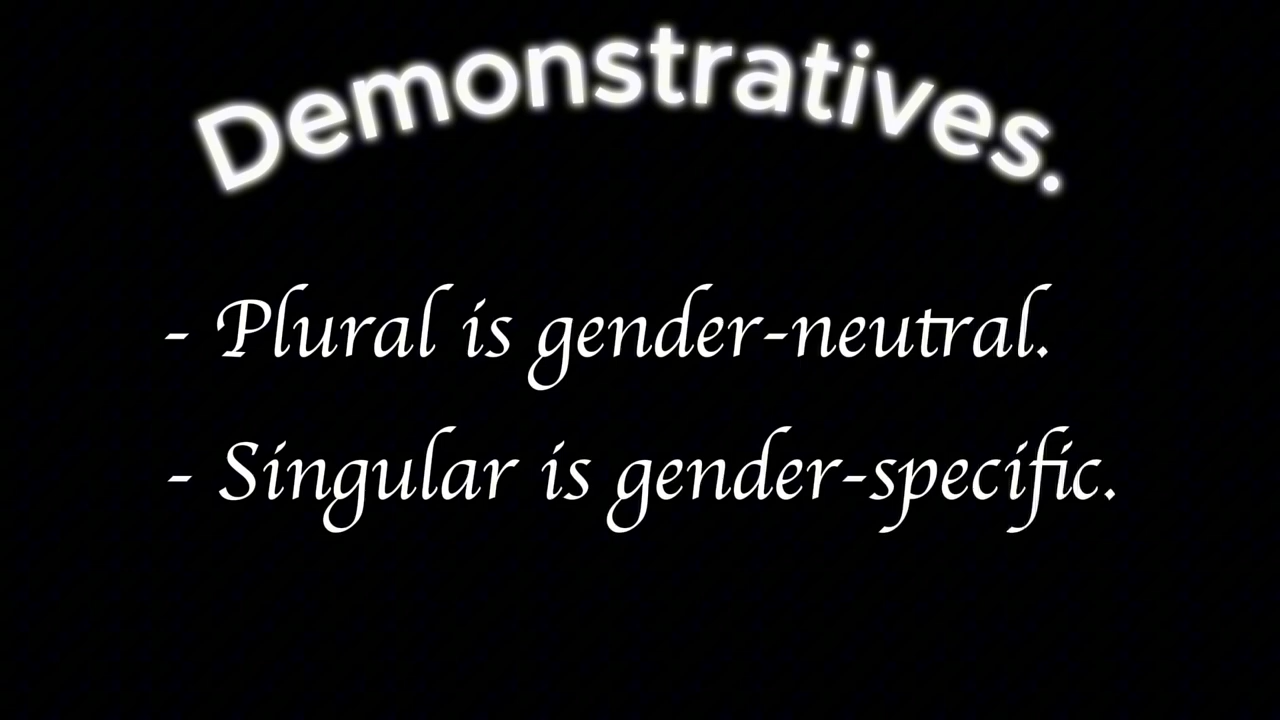 Demonstratives.
- Plural is gender-neutral.
- Singular is gender-specific.